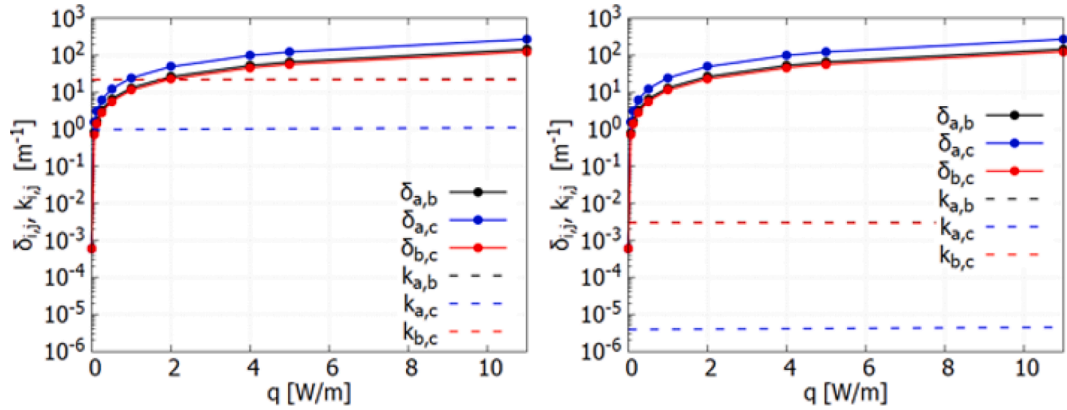 10³
10²
10¹
10⁰
10⁻¹
10⁻²
10⁻³
10⁻⁴
10⁻⁵
10⁻⁶
δi,j, ki,j [m⁻¹]
0 2 4 6 8 10
q [W/m]
δa,b
δa,c
δb,c
ka,b
ka,c
kb,c
10³
10²
10¹
10⁰
10⁻¹
10⁻²
10⁻³
10⁻⁴
10⁻⁵
10⁻⁶
δi,j, ki,j [m⁻¹]
0 2 4 6 8 10
q [W/m]
δa,b
δa,c
δb,c
ka,b
ka,c
kb,c